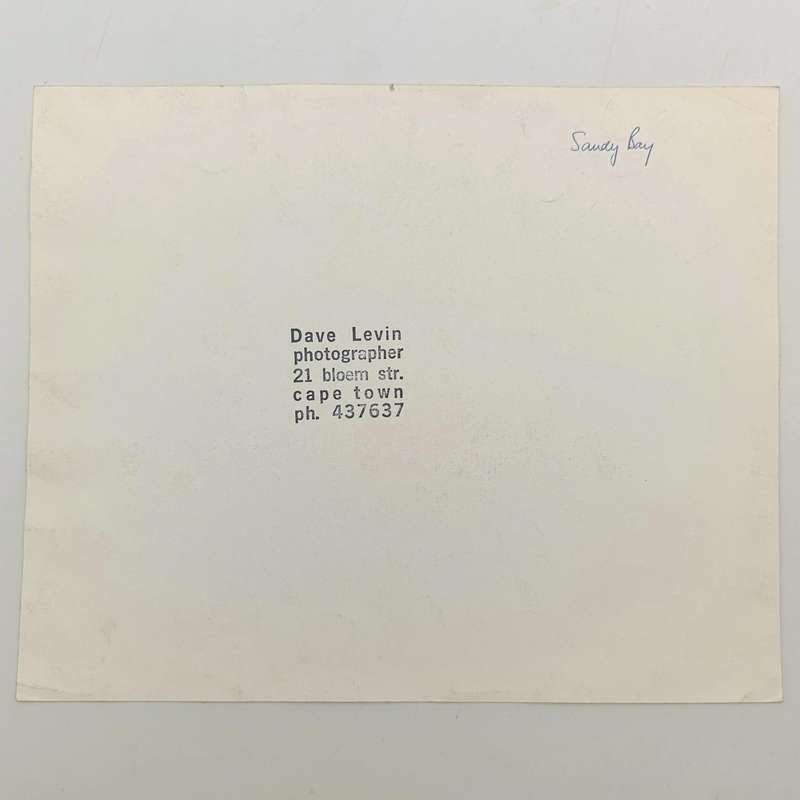 Sandy Bay
Dave Levin
photographer
21 bloem str.
cape town
ph. 437637